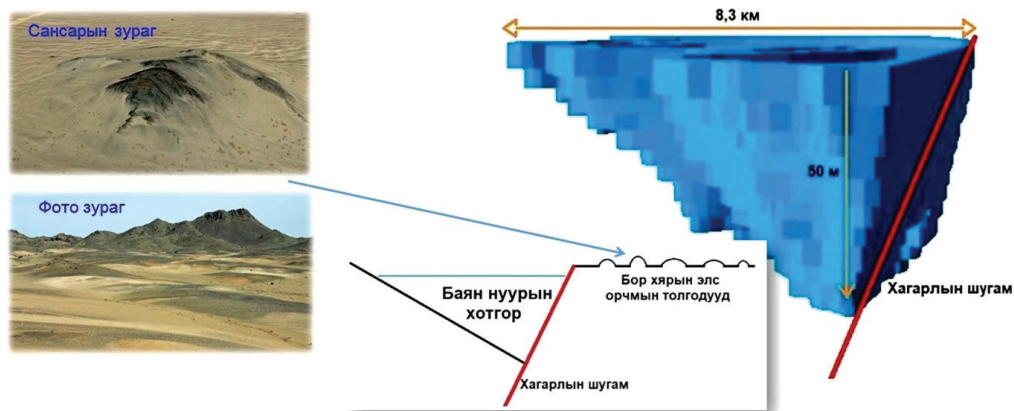 Сансарын зураг
Фото зураг
8,3 км
50 м
Хагарлын шугам
Баян нуурын
хотгор
Бор хярын элс
орчмын толгодууд
Хагарлын шугам